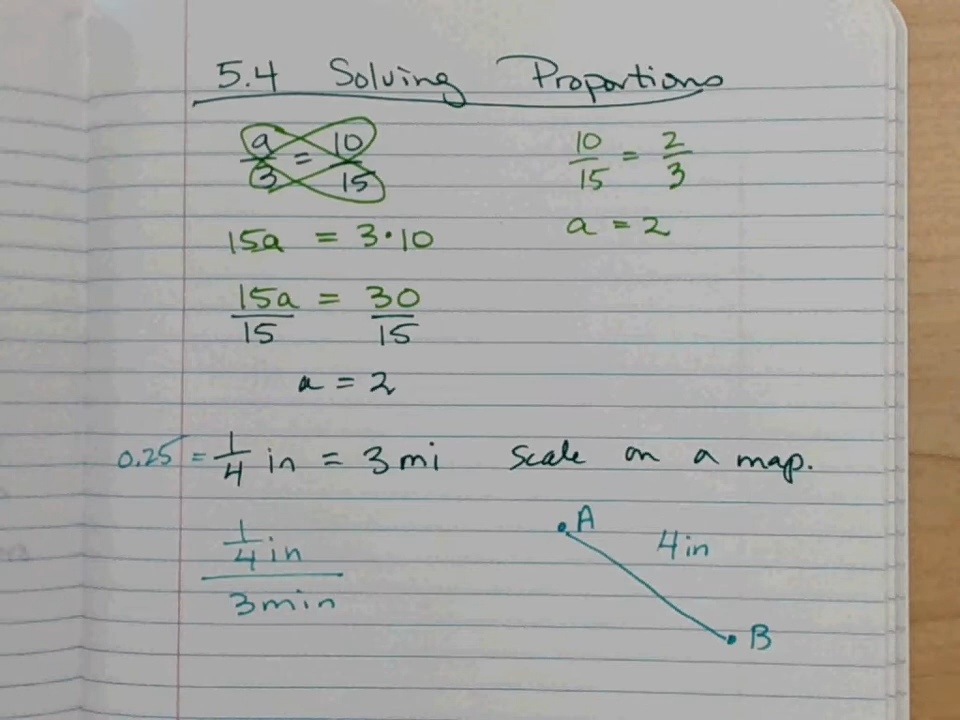 5.4 Solving Proportions
a/3 = 10/15
10/15 = 2/3
15a = 3·10
a = 2
15a/15 = 30/15
a = 2
0.25 = 1/4 in = 3 mi Scale on a map.
1/4 in / 3 min
A
4 in
B